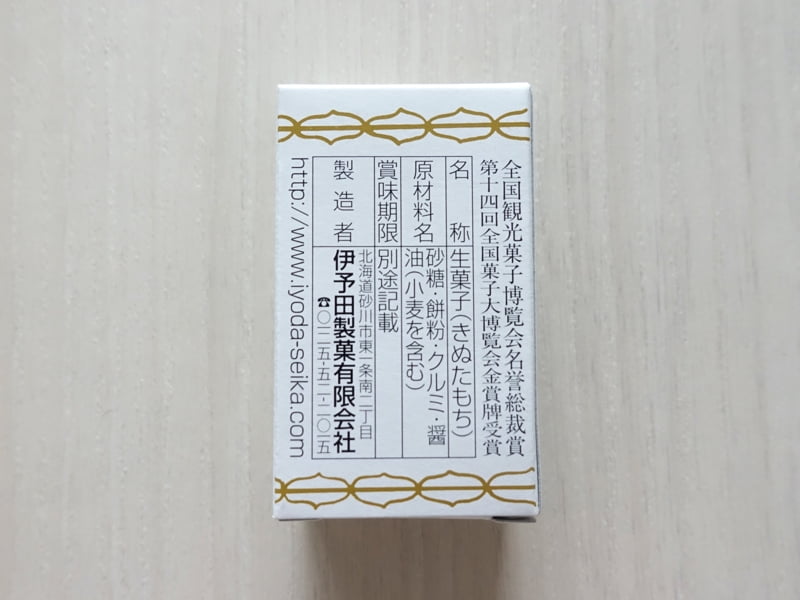 全国観光菓子博覧会名誉総裁賞
第十四回全国菓子大博覧会金賞牌受賞
名称
生菓子(きぬたもち)
原材料名
砂糖・餅粉・クルミ・醤
油(小麦を含む)
賞味期限
別途記載
製造者
北海道砂川市東一条南二丁目
伊予田製菓有限会社
☎〇一二五-五二-二〇一五
http://www.iyoda-seika.com